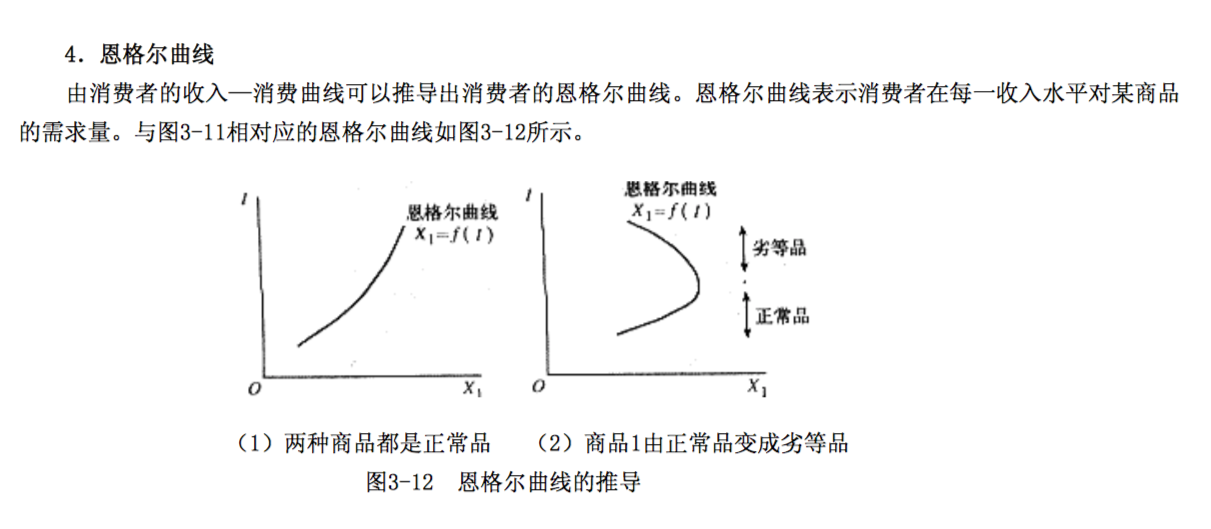 4. 恩格尔曲线
由消费者的收入—消费曲线可以推导出消费者的恩格尔曲线。恩格尔曲线表示消费者在每一收入水平对某商品
的需求量。与图3-11相对应的恩格尔曲线如图3-12所示。
I
恩格尔曲线
X₁=f(I)
O
X₁
I
恩格尔曲线
X₁=f(I)
劣等品
正常品
O
X₁
（1）两种商品都是正常品
（2）商品1由正常品变成劣等品
图3-12 恩格尔曲线的推导